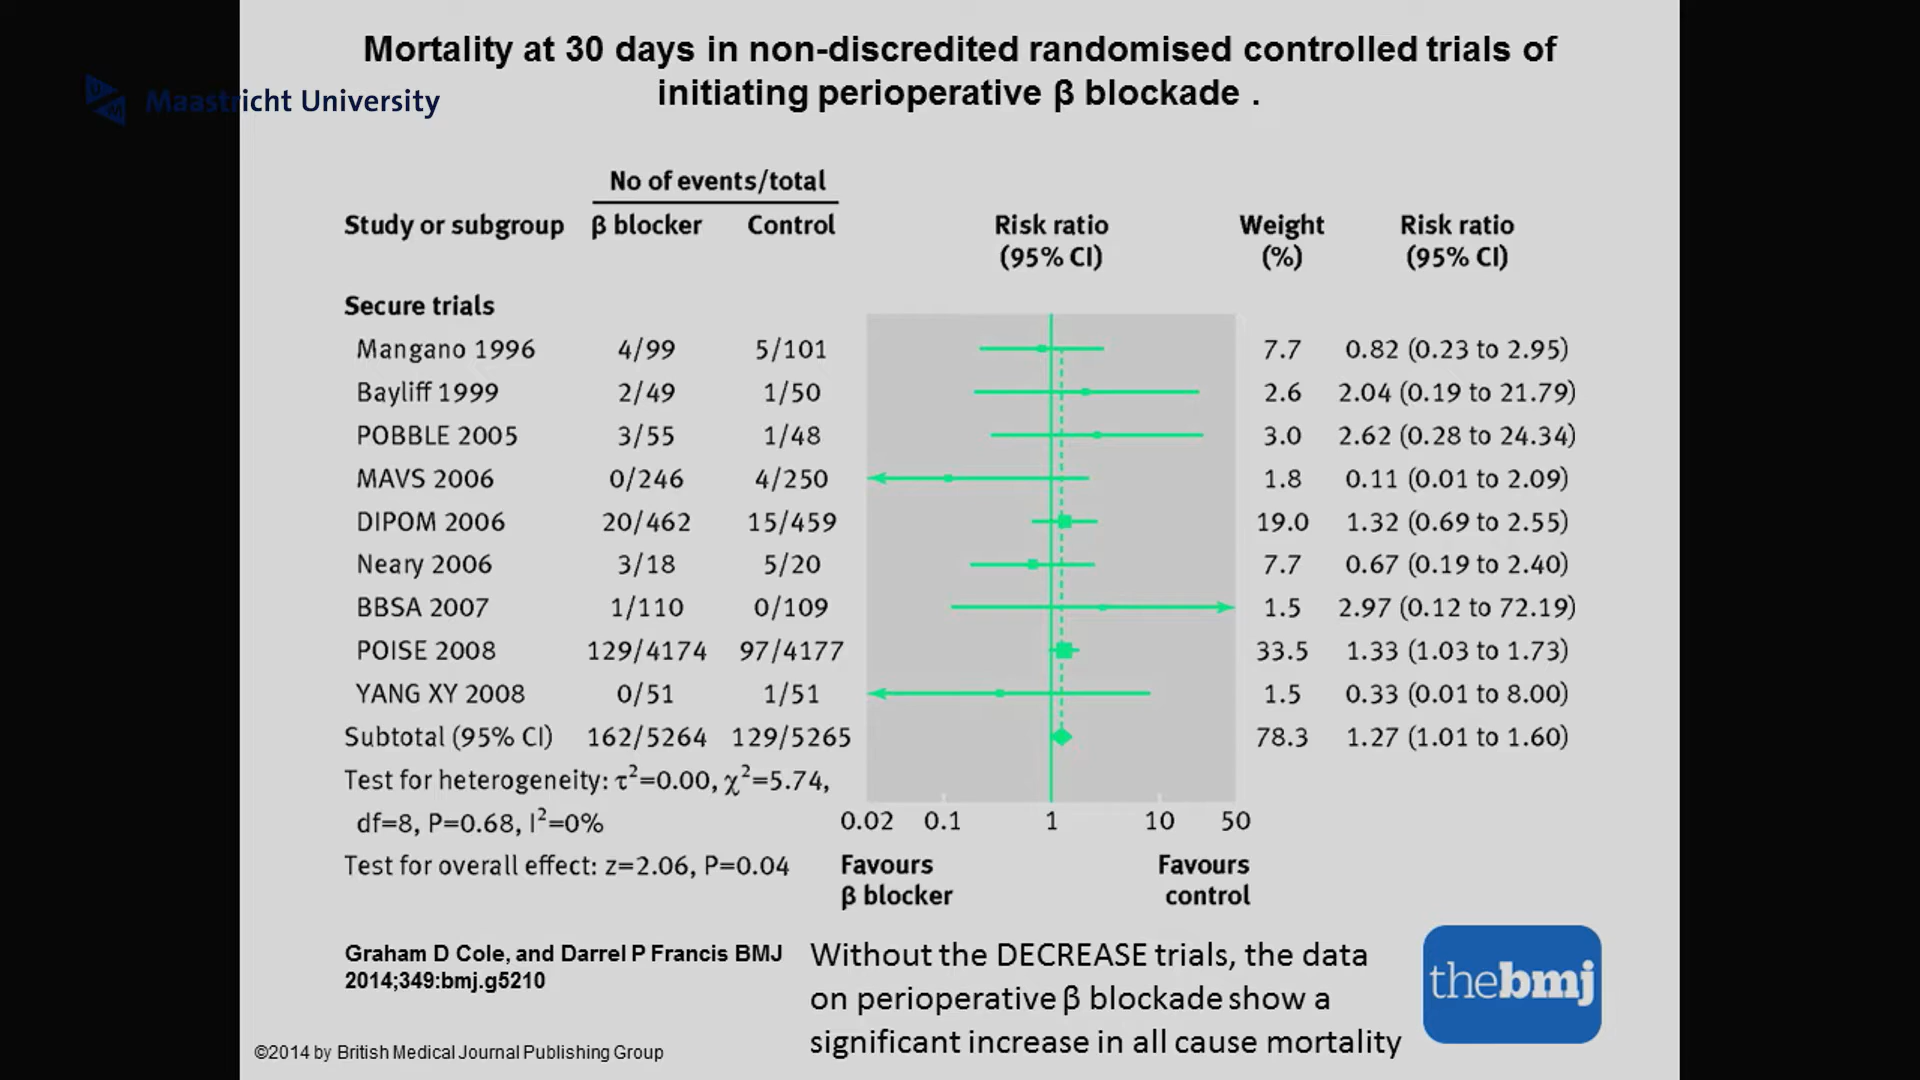 Mortality at 30 days in non-discredited randomised controlled trials of
initiating perioperative β blockade .
Maastricht University
No of events/total
Study or subgroup β blocker Control Risk ratio (95% CI) Weight (%) Risk ratio (95% CI)
Secure trials
Mangano 1996 4/99 5/101 7.7 0.82 (0.23 to 2.95)
Bayliff 1999 2/49 1/50 2.6 2.04 (0.19 to 21.79)
POBBLE 2005 3/55 1/48 3.0 2.62 (0.28 to 24.34)
MAVS 2006 0/246 4/250 1.8 0.11 (0.01 to 2.09)
DIPOM 2006 20/462 15/459 19.0 1.32 (0.69 to 2.55)
Neary 2006 3/18 5/20 7.7 0.67 (0.19 to 2.40)
BBSA 2007 1/110 0/109 1.5 2.97 (0.12 to 72.19)
POISE 2008 129/4174 97/4177 33.5 1.33 (1.03 to 1.73)
YANG XY 2008 0/51 1/51 1.5 0.33 (0.01 to 8.00)
Subtotal (95% CI) 162/5264 129/5265 78.3 1.27 (1.01 to 1.60)
Test for heterogeneity: τ²=0.00, χ²=5.74,
df=8, P=0.68, I²=0%
0.02 0.1 1 10 50
Test for overall effect: z=2.06, P=0.04
Favours β blocker
Favours control
Graham D Cole, and Darrel P Francis BMJ
2014;349:bmj.g5210
Without the DECREASE trials, the data
on perioperative β blockade show a
significant increase in all cause mortality
thebmj
©2014 by British Medical Journal Publishing Group